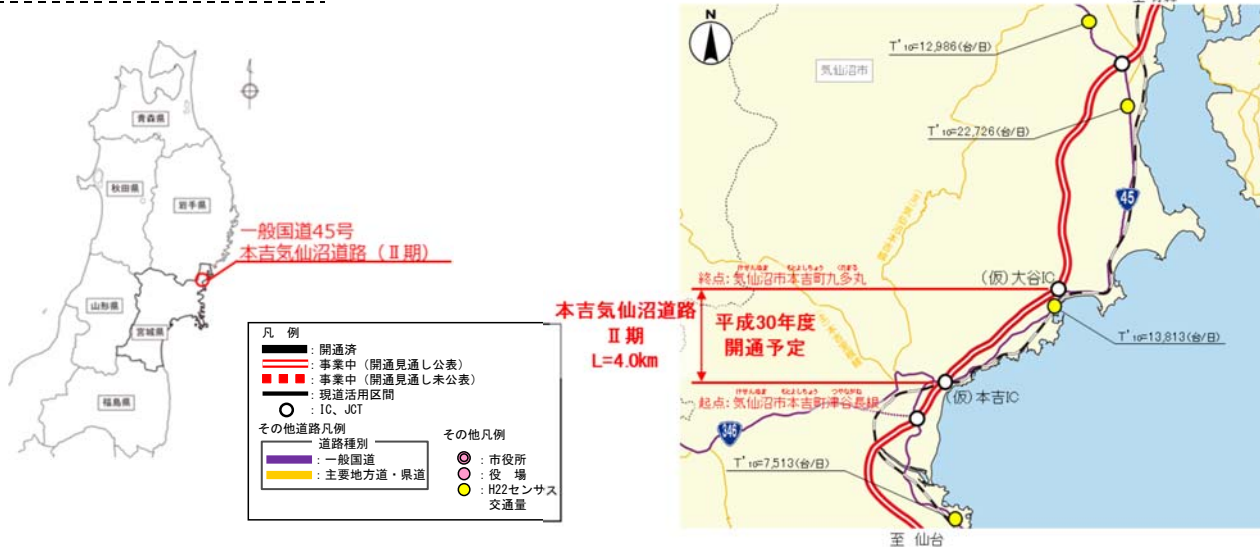 青森県
秋田県
岩手県
山形県
宮城県
福島県
一般国道45号
本吉気仙沼道路（Ⅱ期）
凡 例
：開通済
：事業中（開通見通し公表）
：事業中（開通見通し未公表）
：現道活用区間
：IC、JCT
その他道路凡例
道路種別
：一般国道
：主要地方道・県道
その他凡例
：市役所
：役 場
：H22センサス
交通量
N
気仙沼市
T'10=12,986(台/日)
T'10=22,726(台/日)
45
(仮)大谷IC
終点:気仙沼市本吉町九多丸
本吉気仙沼道路
Ⅱ期
L=4.0km
平成30年度
開通予定
T'10=13,813(台/日)
(仮)本吉IC
起点:気仙沼市本吉町津谷長根
346
T'10=7,513(台/日)
至 仙台